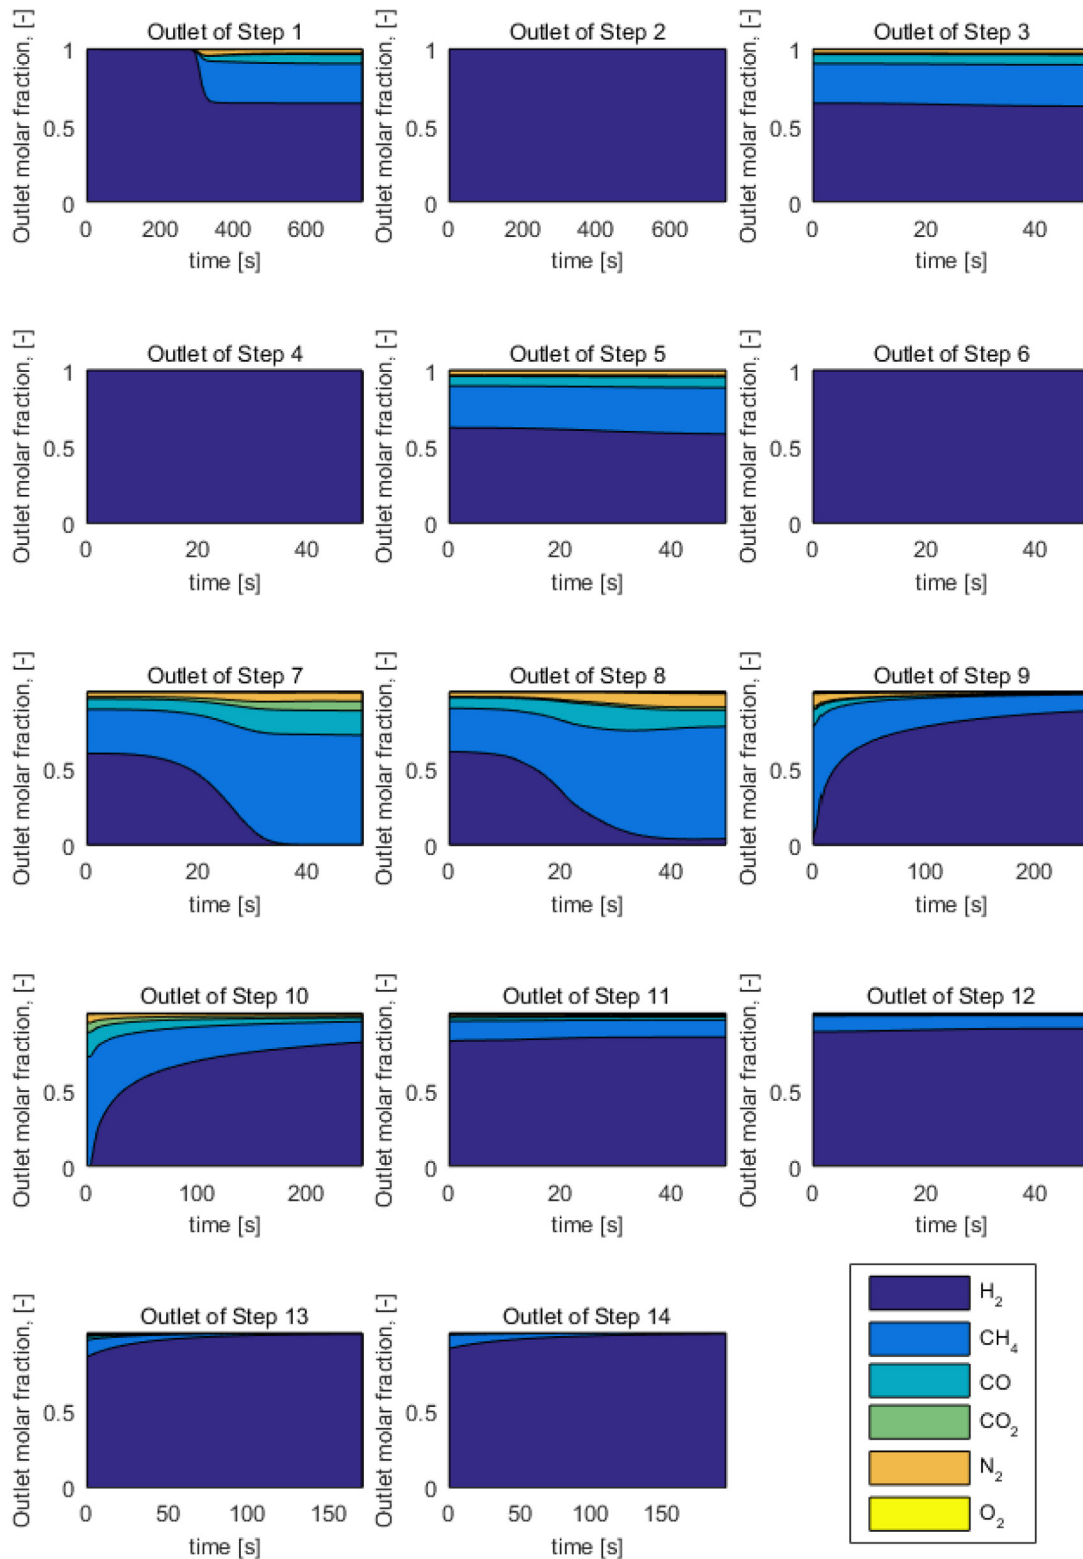 Outlet of Step 1
Outlet molar fraction, [-]
1
0.5
0
0 200 400 600
time [s]
Outlet of Step 2
Outlet molar fraction, [-]
1
0.5
0
0 200 400 600
time [s]
Outlet of Step 3
Outlet molar fraction, [-]
1
0.5
0
0 20 40
time [s]
Outlet of Step 4
Outlet molar fraction, [-]
1
0.5
0
0 20 40
time [s]
Outlet of Step 5
Outlet molar fraction, [-]
1
0.5
0
0 20 40
time [s]
Outlet of Step 6
Outlet molar fraction, [-]
1
0.5
0
0 20 40
time [s]
Outlet of Step 7
Outlet molar fraction, [-]
0.5
0
0 20 40
time [s]
Outlet of Step 8
Outlet molar fraction, [-]
0.5
0
0 20 40
time [s]
Outlet of Step 9
Outlet molar fraction, [-]
0.5
0
0 100 200
time [s]
Outlet of Step 10
Outlet molar fraction, [-]
0.5
0
0 100 200
time [s]
Outlet of Step 11
Outlet molar fraction, [-]
0.5
0
0 20 40
time [s]
Outlet of Step 12
Outlet molar fraction, [-]
0.5
0
0 20 40
time [s]
Outlet of Step 13
Outlet molar fraction, [-]
0.5
0
0 50 100 150
time [s]
Outlet of Step 14
Outlet molar fraction, [-]
0.5
0
0 50 100 150
time [s]
H₂
CH₄
CO
CO₂
N₂
O₂